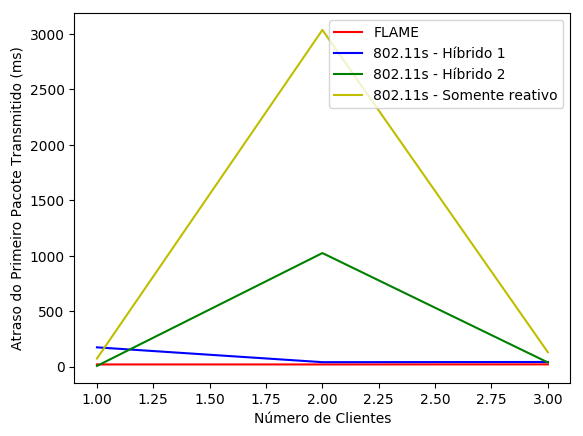 FLAME
802.11s - Híbrido 1
802.11s - Híbrido 2
802.11s - Somente reativo
Atraso do Primeiro Pacote Transmitido (ms)
3000
2500
2000
1500
1000
500
0
1.00 1.25 1.50 1.75 2.00 2.25 2.50 2.75 3.00
Número de Clientes